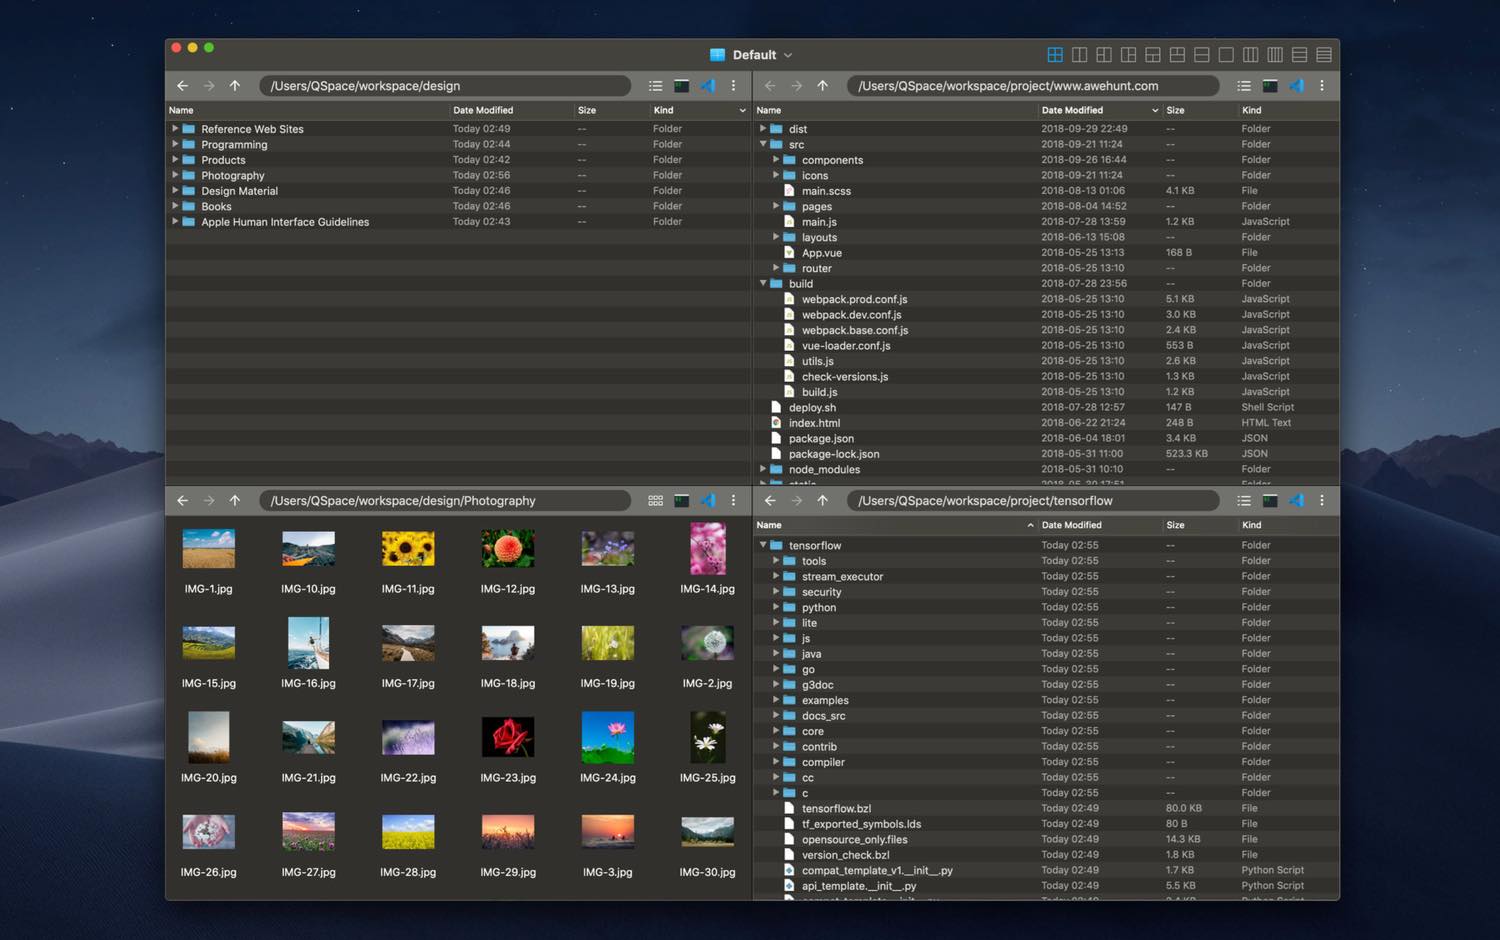 Default
/Users/QSpace/workspace/design
Name Date Modified Size Kind
Reference Web Sites Today 02:49 -- Folder
Programming Today 02:44 -- Folder
Products Today 02:42 -- Folder
Photography Today 02:56 -- Folder
Design Material Today 02:46 -- Folder
Books Today 02:46 -- Folder
Apple Human Interface Guidelines Today 02:43 -- Folder
/Users/QSpace/workspace/project/www.awehunt.com
Name Date Modified Size Kind
dist 2018-09-29 22:49 -- Folder
src 2018-09-21 11:24 -- Folder
components 2018-09-26 16:44 -- Folder
icons 2018-09-21 11:24 -- Folder
main.scss 2018-08-13 01:06 4.1 KB File
pages 2018-08-04 14:52 -- Folder
main.js 2018-07-28 13:59 1.2 KB JavaScript
layouts 2018-06-13 15:08 -- Folder
App.vue 2018-05-25 13:13 168 B File
router 2018-05-25 13:10 -- Folder
build 2018-07-28 23:56 -- Folder
webpack.prod.conf.js 2018-05-25 13:10 5.1 KB JavaScript
webpack.dev.conf.js 2018-05-25 13:10 3.0 KB JavaScript
webpack.base.conf.js 2018-05-25 13:10 2.4 KB JavaScript
vue-loader.conf.js 2018-05-25 13:10 553 B JavaScript
utils.js 2018-05-25 13:10 2.6 KB JavaScript
check-versions.js 2018-05-25 13:10 1.3 KB JavaScript
build.js 2018-05-25 13:10 1.2 KB JavaScript
deploy.sh 2018-07-28 12:57 147 B Shell Script
index.html 2018-06-22 21:24 248 B HTML Text
package.json 2018-06-04 18:01 3.4 KB JSON
package-lock.json 2018-05-31 11:00 523.3 KB JSON
node_modules 2018-05-31 10:10 -- Folder
/Users/QSpace/workspace/design/Photography
IMG-1.jpg IMG-10.jpg IMG-11.jpg IMG-12.jpg IMG-13.jpg IMG-14.jpg
IMG-15.jpg IMG-16.jpg IMG-17.jpg IMG-18.jpg IMG-19.jpg IMG-2.jpg
IMG-20.jpg IMG-21.jpg IMG-22.jpg IMG-23.jpg IMG-24.jpg IMG-25.jpg
IMG-26.jpg IMG-27.jpg IMG-28.jpg IMG-29.jpg IMG-3.jpg IMG-30.jpg
/Users/QSpace/workspace/project/tensorflow
Name Date Modified Size Kind
tensorflow Today 02:55 -- Folder
tools Today 02:55 -- Folder
stream_executor Today 02:55 -- Folder
security Today 02:55 -- Folder
python Today 02:55 -- Folder
lite Today 02:55 -- Folder
js Today 02:55 -- Folder
java Today 02:55 -- Folder
go Today 02:55 -- Folder
g3doc Today 02:55 -- Folder
examples Today 02:55 -- Folder
docs_src Today 02:55 -- Folder
core Today 02:55 -- Folder
contrib Today 02:55 -- Folder
compiler Today 02:55 -- Folder
cc Today 02:55 -- Folder
c Today 02:55 -- Folder
tensorflow.bzl Today 02:49 80.0 KB File
tf_exported_symbols.lds Today 02:49 80 B File
opensource_only.files Today 02:49 14.3 KB File
version_check.bzl Today 02:49 1.8 KB File
compat_template_v1.__init__.py Today 02:49 1.7 KB Python Script
api_template.__init__.py Today 02:49 5.5 KB Python Script